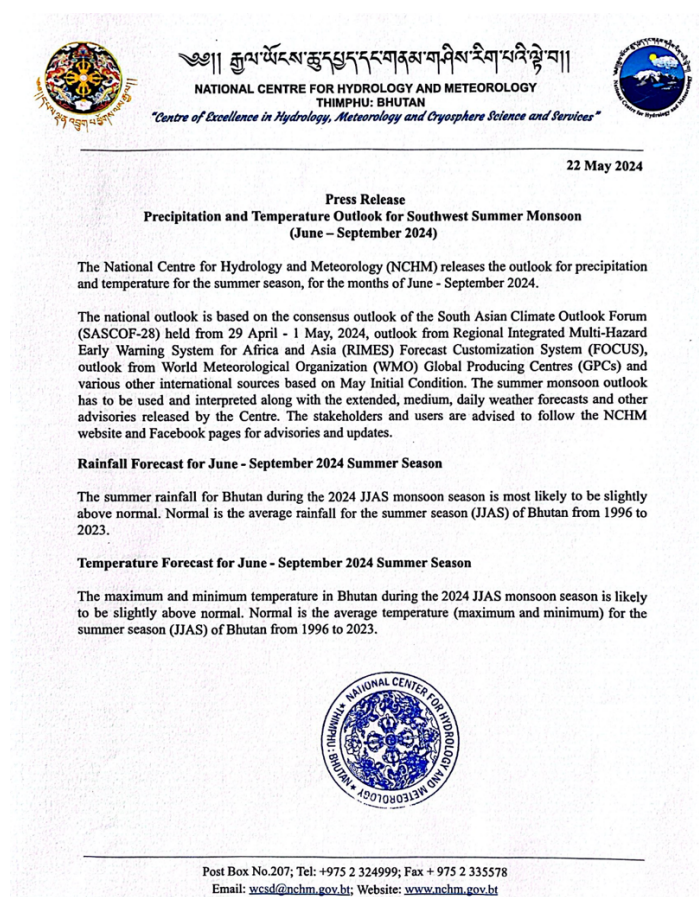 ༄༅།། རྒྱལ་ཡོངས་ཆུ་དཔྱད་དང་གནམ་གཤིས་རིག་པའི་ལྟེ་བ།།
NATIONAL CENTRE FOR HYDROLOGY AND METEOROLOGY
THIMPHU: BHUTAN
"Centre of Excellence in Hydrology, Meteorology and Cryosphere Science and Services"
22 May 2024
Press Release
Precipitation and Temperature Outlook for Southwest Summer Monsoon
(June – September 2024)
The National Centre for Hydrology and Meteorology (NCHM) releases the outlook for precipitation
and temperature for the summer season, for the months of June - September 2024.
The national outlook is based on the consensus outlook of the South Asian Climate Outlook Forum
(SASCOF-28) held from 29 April - 1 May, 2024, outlook from Regional Integrated Multi-Hazard
Early Warning System for Africa and Asia (RIMES) Forecast Customization System (FOCUS),
outlook from World Meteorological Organization (WMO) Global Producing Centres (GPCs) and
various other international sources based on May Initial Condition. The summer monsoon outlook
has to be used and interpreted along with the extended, medium, daily weather forecasts and other
advisories released by the Centre. The stakeholders and users are advised to follow the NCHM
website and Facebook pages for advisories and updates.
Rainfall Forecast for June - September 2024 Summer Season
The summer rainfall for Bhutan during the 2024 JJAS monsoon season is most likely to be slightly
above normal. Normal is the average rainfall for the summer season (JJAS) of Bhutan from 1996 to
2023.
Temperature Forecast for June - September 2024 Summer Season
The maximum and minimum temperature in Bhutan during the 2024 JJAS monsoon season is likely
to be slightly above normal. Normal is the average temperature (maximum and minimum) for the
summer season (JJAS) of Bhutan from 1996 to 2023.
NATIONAL CENTER FOR HYDROLOGY AND METEOROLOGY
THIMPHU: BHUTAN
Post Box No.207; Tel: +975 2 324999; Fax + 975 2 335578
Email: wcsd@nchm.gov.bt; Website: www.nchm.gov.bt